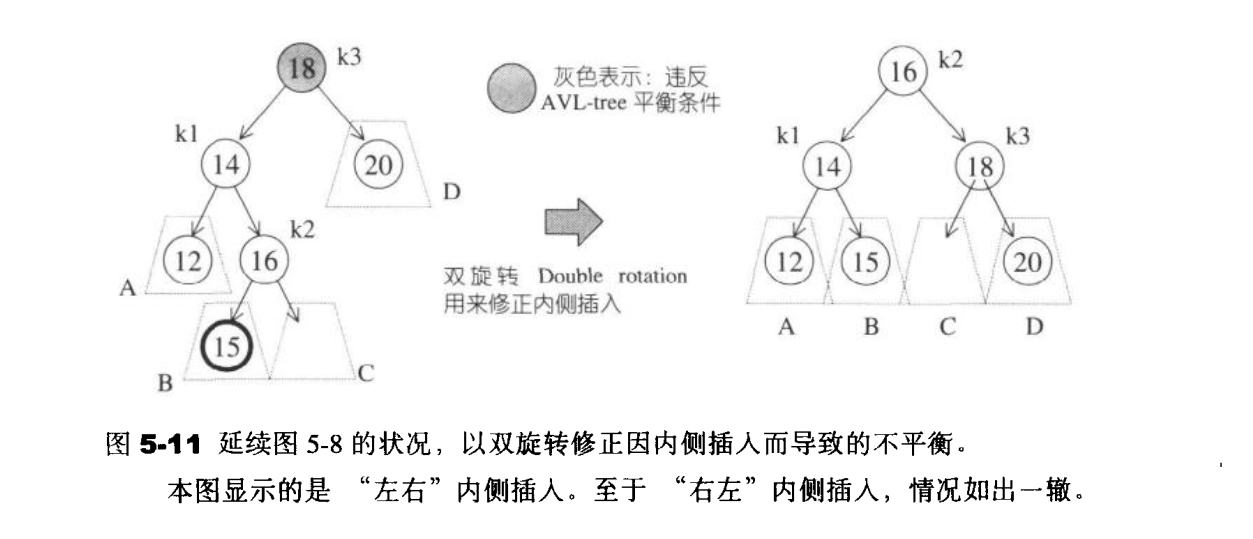 18 k3
灰色表示：违反
AVL-tree 平衡条件
16 k2
k1
14
20
D
k1
14
k3
18
12
A
k2
16
双旋转 Double rotation
用来修正内侧插入
12
15
20
15
B
C
A B C D
图 5-11 延续图 5-8 的状况，以双旋转修正因内侧插入而导致的不平衡。
本图显示的是 “左右”内侧插入。至于 “右左”内侧插入，情况如出一辙。